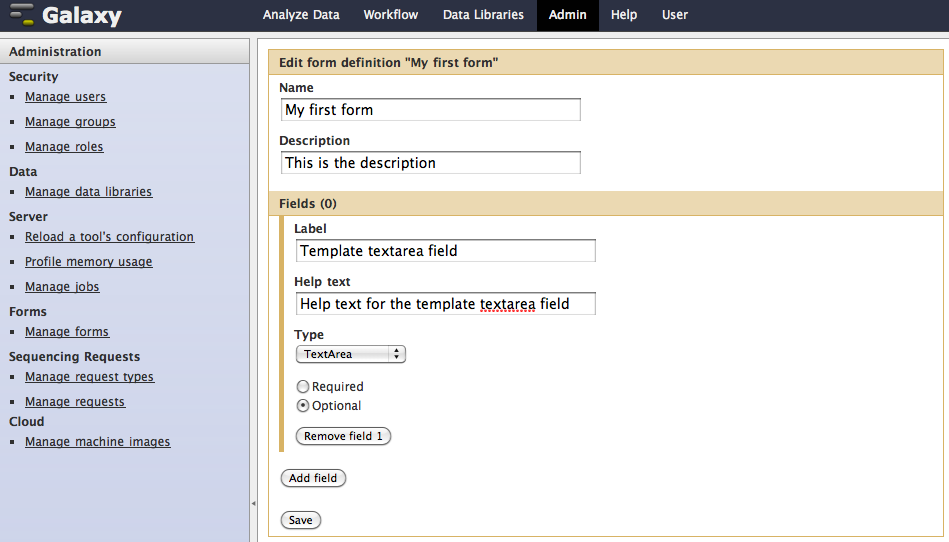 Galaxy
Analyze Data Workflow Data Libraries Admin Help User
Administration
Security
Manage users
Manage groups
Manage roles
Data
Manage data libraries
Server
Reload a tool's configuration
Profile memory usage
Manage jobs
Forms
Manage forms
Sequencing Requests
Manage request types
Manage requests
Cloud
Manage machine images
Edit form definition "My first form"
Name
My first form
Description
This is the description
Fields (0)
Label
Template textarea field
Help text
Help text for the template textarea field
Type
TextArea
Required
Optional
Remove field 1
Add field
Save